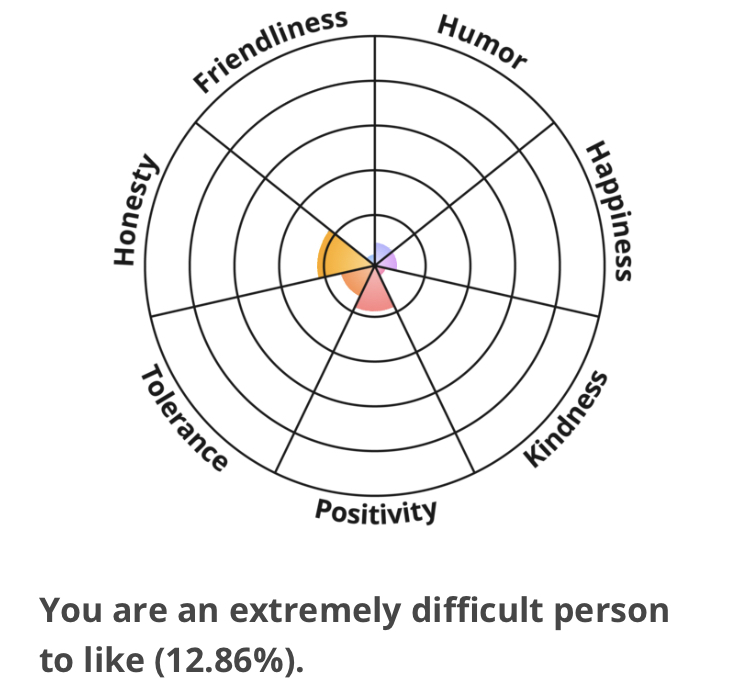 Friendliness
Humor
Honesty
Happiness
Tolerance
Kindness
Positivity
You are an extremely difficult person
to like (12.86%).